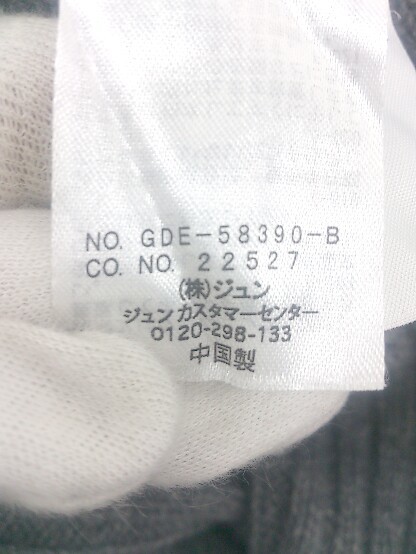 NO. GDE-58390-B
CO. NO. 22527
(株)ジュン
ジュンカスタマーセンター
0120-298-133
中国製